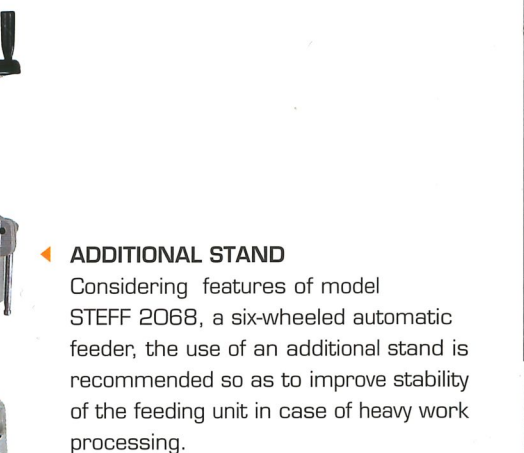 ADDITIONAL STAND
Considering features of model
STEFF 2068, a six-wheeled automatic
feeder, the use of an additional stand is
recommended so as to improve stability
of the feeding unit in case of heavy work
processing.